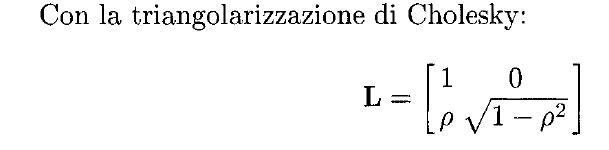 Con la triangolarizzazione di Cholesky:
L = [ 1 0
ρ √1 − ρ² ]